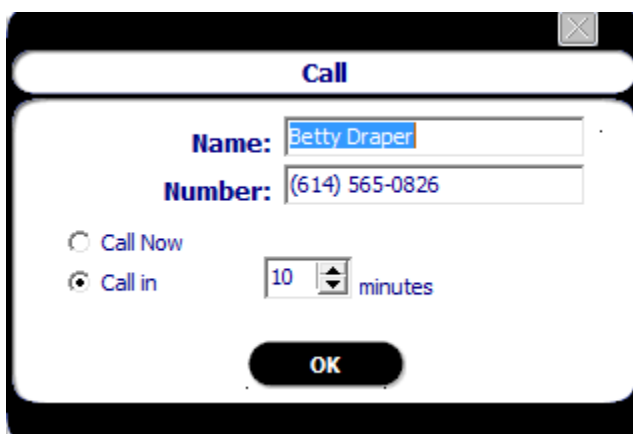 Call
Name: Betty Draper
Number: (614) 565-0826
Call Now
Call in 10 minutes
OK